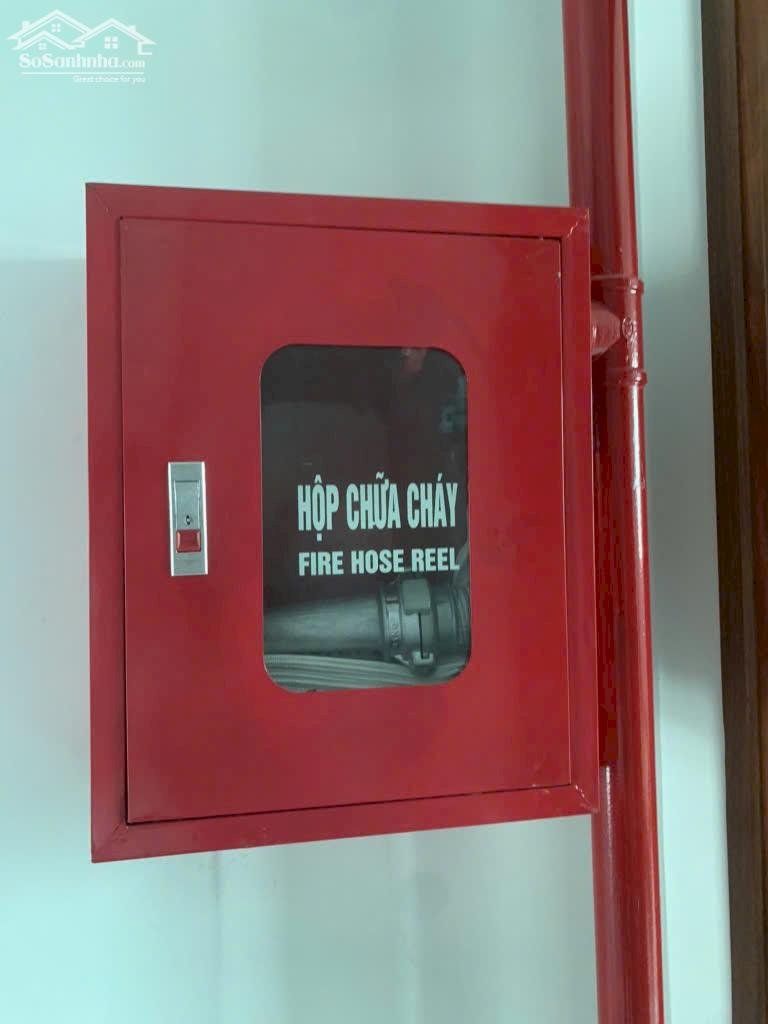 SoSanhnha.com
Great choice for you
HỘP CHỮA CHÁY
FIRE HOSE REEL